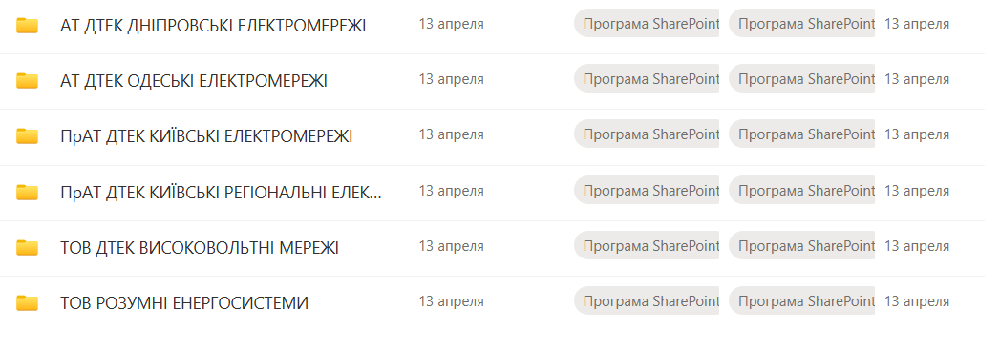 АТ ДТЕК ДНІПРОВСЬКІ ЕЛЕКТРОМЕРЕЖІ 13 апреля Програма SharePoint Програма SharePoint 13 апреля
АТ ДТЕК ОДЕСЬКІ ЕЛЕКТРОМЕРЕЖІ 13 апреля Програма SharePoint Програма SharePoint 13 апреля
ПрАТ ДТЕК КИЇВСЬКІ ЕЛЕКТРОМЕРЕЖІ 13 апреля Програма SharePoint Програма SharePoint 13 апреля
ПрАТ ДТЕК КИЇВСЬКІ РЕГІОНАЛЬНІ ЕЛЕК... 13 апреля Програма SharePoint Програма SharePoint 13 апреля
ТОВ ДТЕК ВИСОКОВОЛЬТНІ МЕРЕЖІ 13 апреля Програма SharePoint Програма SharePoint 13 апреля
ТОВ РОЗУМНІ ЕНЕРГОСИСТЕМИ 13 апреля Програма SharePoint Програма SharePoint 13 апреля